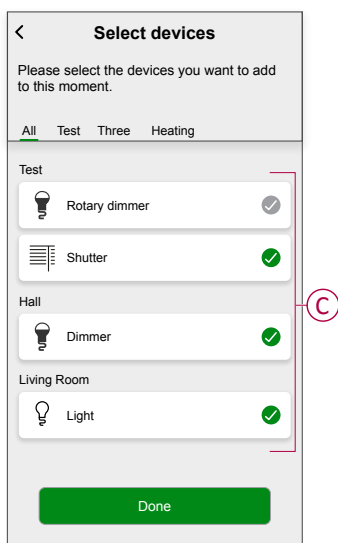 Select devices
Please select the devices you want to add
to this moment.
All Test Three Heating
Test
Rotary dimmer
Shutter
Hall
Dimmer
Living Room
Light
Done
C